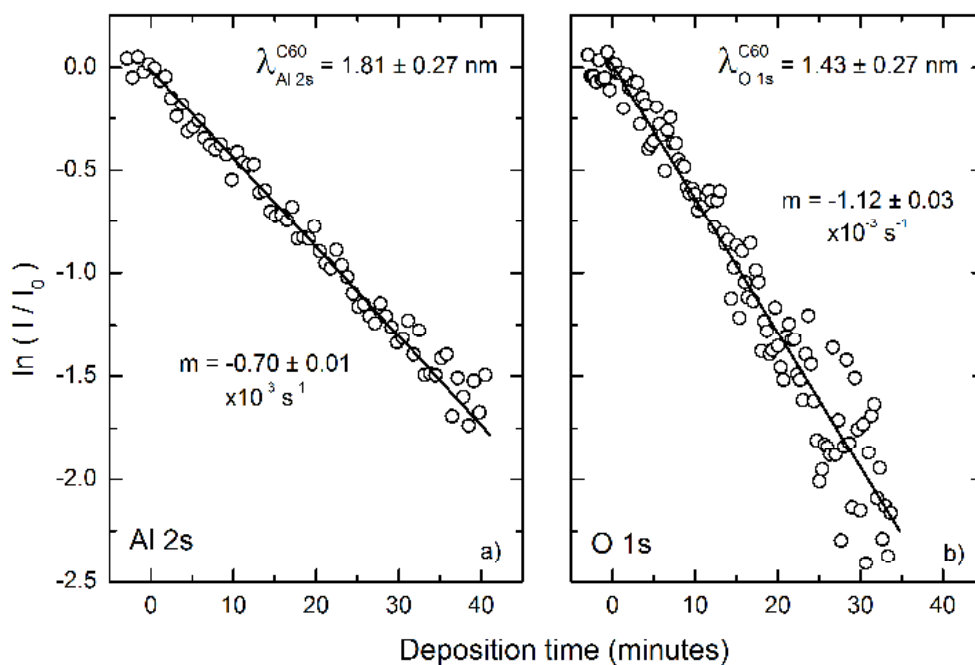 λ^C60_Al 2s = 1.81 ± 0.27 nm
m = -0.70 ± 0.01
x10^-3 s^-1
Al 2s
a)
λ^C60_O 1s = 1.43 ± 0.27 nm
m = -1.12 ± 0.03
x10^-3 s^-1
O 1s
b)
0.0
-0.5
-1.0
-1.5
-2.0
-2.5
ln ( I / I_0 )
0 10 20 30 40 0 10 20 30 40
Deposition time (minutes)